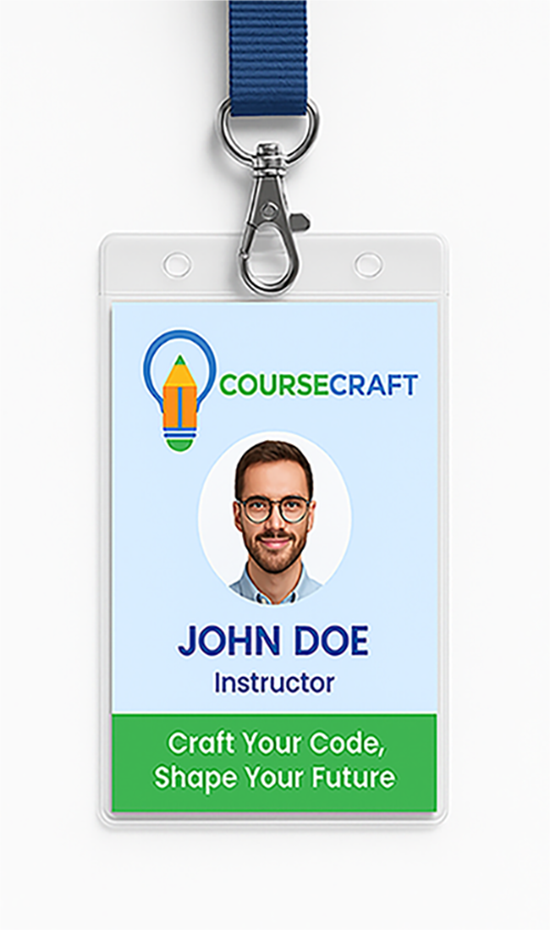 COURSECRAFT
JOHN DOE
Instructor
Craft Your Code,
Shape Your Future